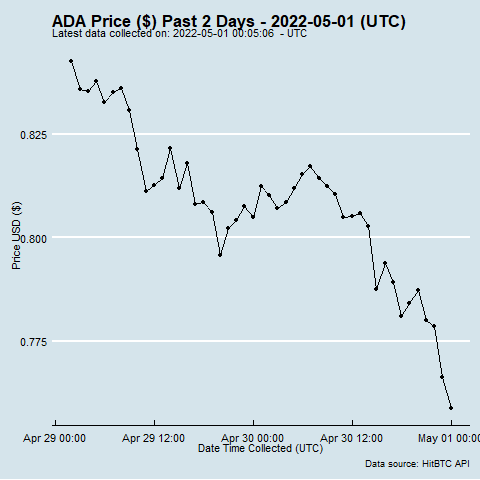 ADA Price ($) Past 2 Days - 2022-05-01 (UTC)
Latest data collected on: 2022-05-01 00:05:06  - UTC
0.825
0.800
0.775
Price USD ($)
Apr 29 00:00 Apr 29 12:00 Apr 30 00:00 Apr 30 12:00 May 01 00:00
Date Time Collected (UTC)
Data source: HitBTC API